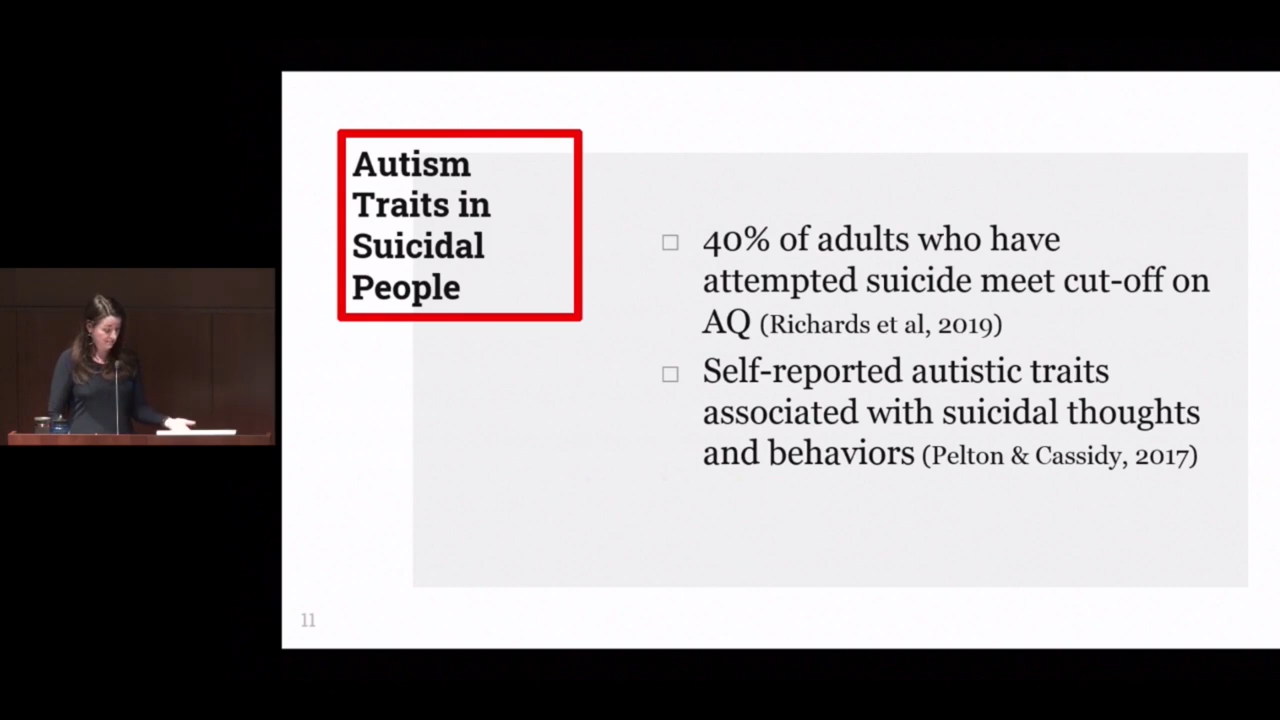 Autism
Traits in
Suicidal
People
□ 40% of adults who have
attempted suicide meet cut-off on
AQ (Richards et al, 2019)
□ Self-reported autistic traits
associated with suicidal thoughts
and behaviors (Pelton & Cassidy, 2017)
11